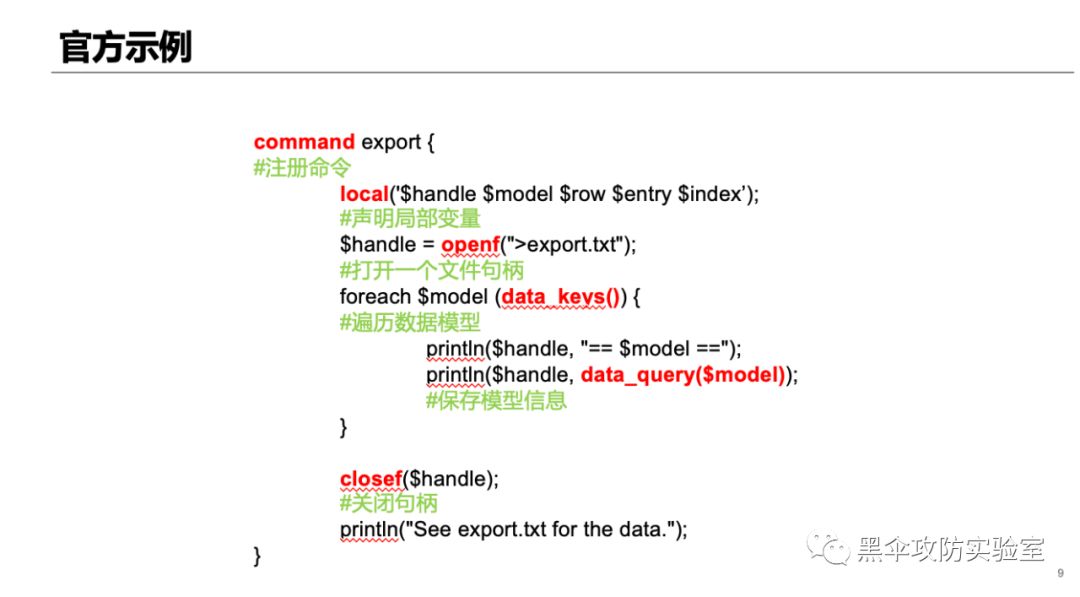 官方示例
command export {
#注册命令
local('$handle $model $row $entry $index’);
#声明局部变量
$handle = openf(">export.txt");
#打开一个文件句柄
foreach $model (data_keys()) {
#遍历数据模型
println($handle, "== $model ==");
println($handle, data_query($model));
#保存模型信息
}
closef($handle);
#关闭句柄
println("See export.txt for the data.");
}
黑伞攻防实验室
9